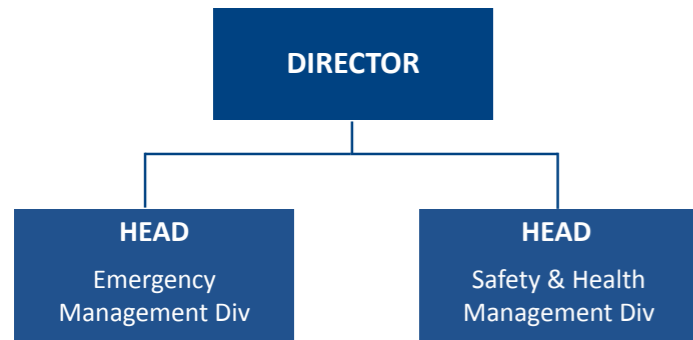 DIRECTOR
HEAD
Emergency
Management Div
HEAD
Safety & Health
Management Div